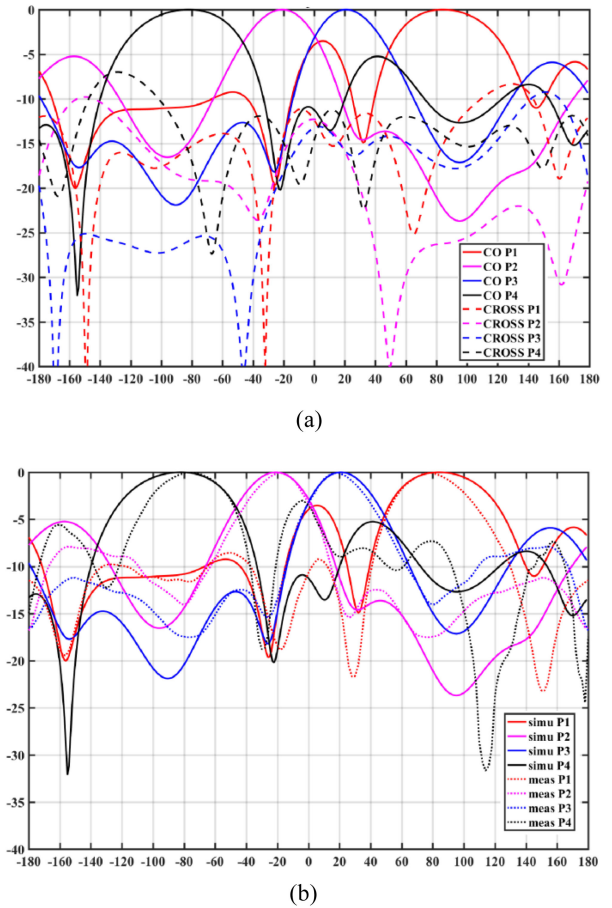 0
-5
-10
-15
-20
-25
-30
-35
-40
CO P1
CO P2
CO P3
CO P4
CROSS P1
CROSS P2
CROSS P3
CROSS P4
-180 -160 -140 -120 -100 -80 -60 -40 -20 0 20 40 60 80 100 120 140 160 180
(a)
0
-5
-10
-15
-20
-25
-30
-35
-40
simu P1
simu P2
simu P3
simu P4
meas P1
meas P2
meas P3
meas P4
-180 -160 -140 -120 -100 -80 -60 -40 -20 0 20 40 60 80 100 120 140 160 180
(b)